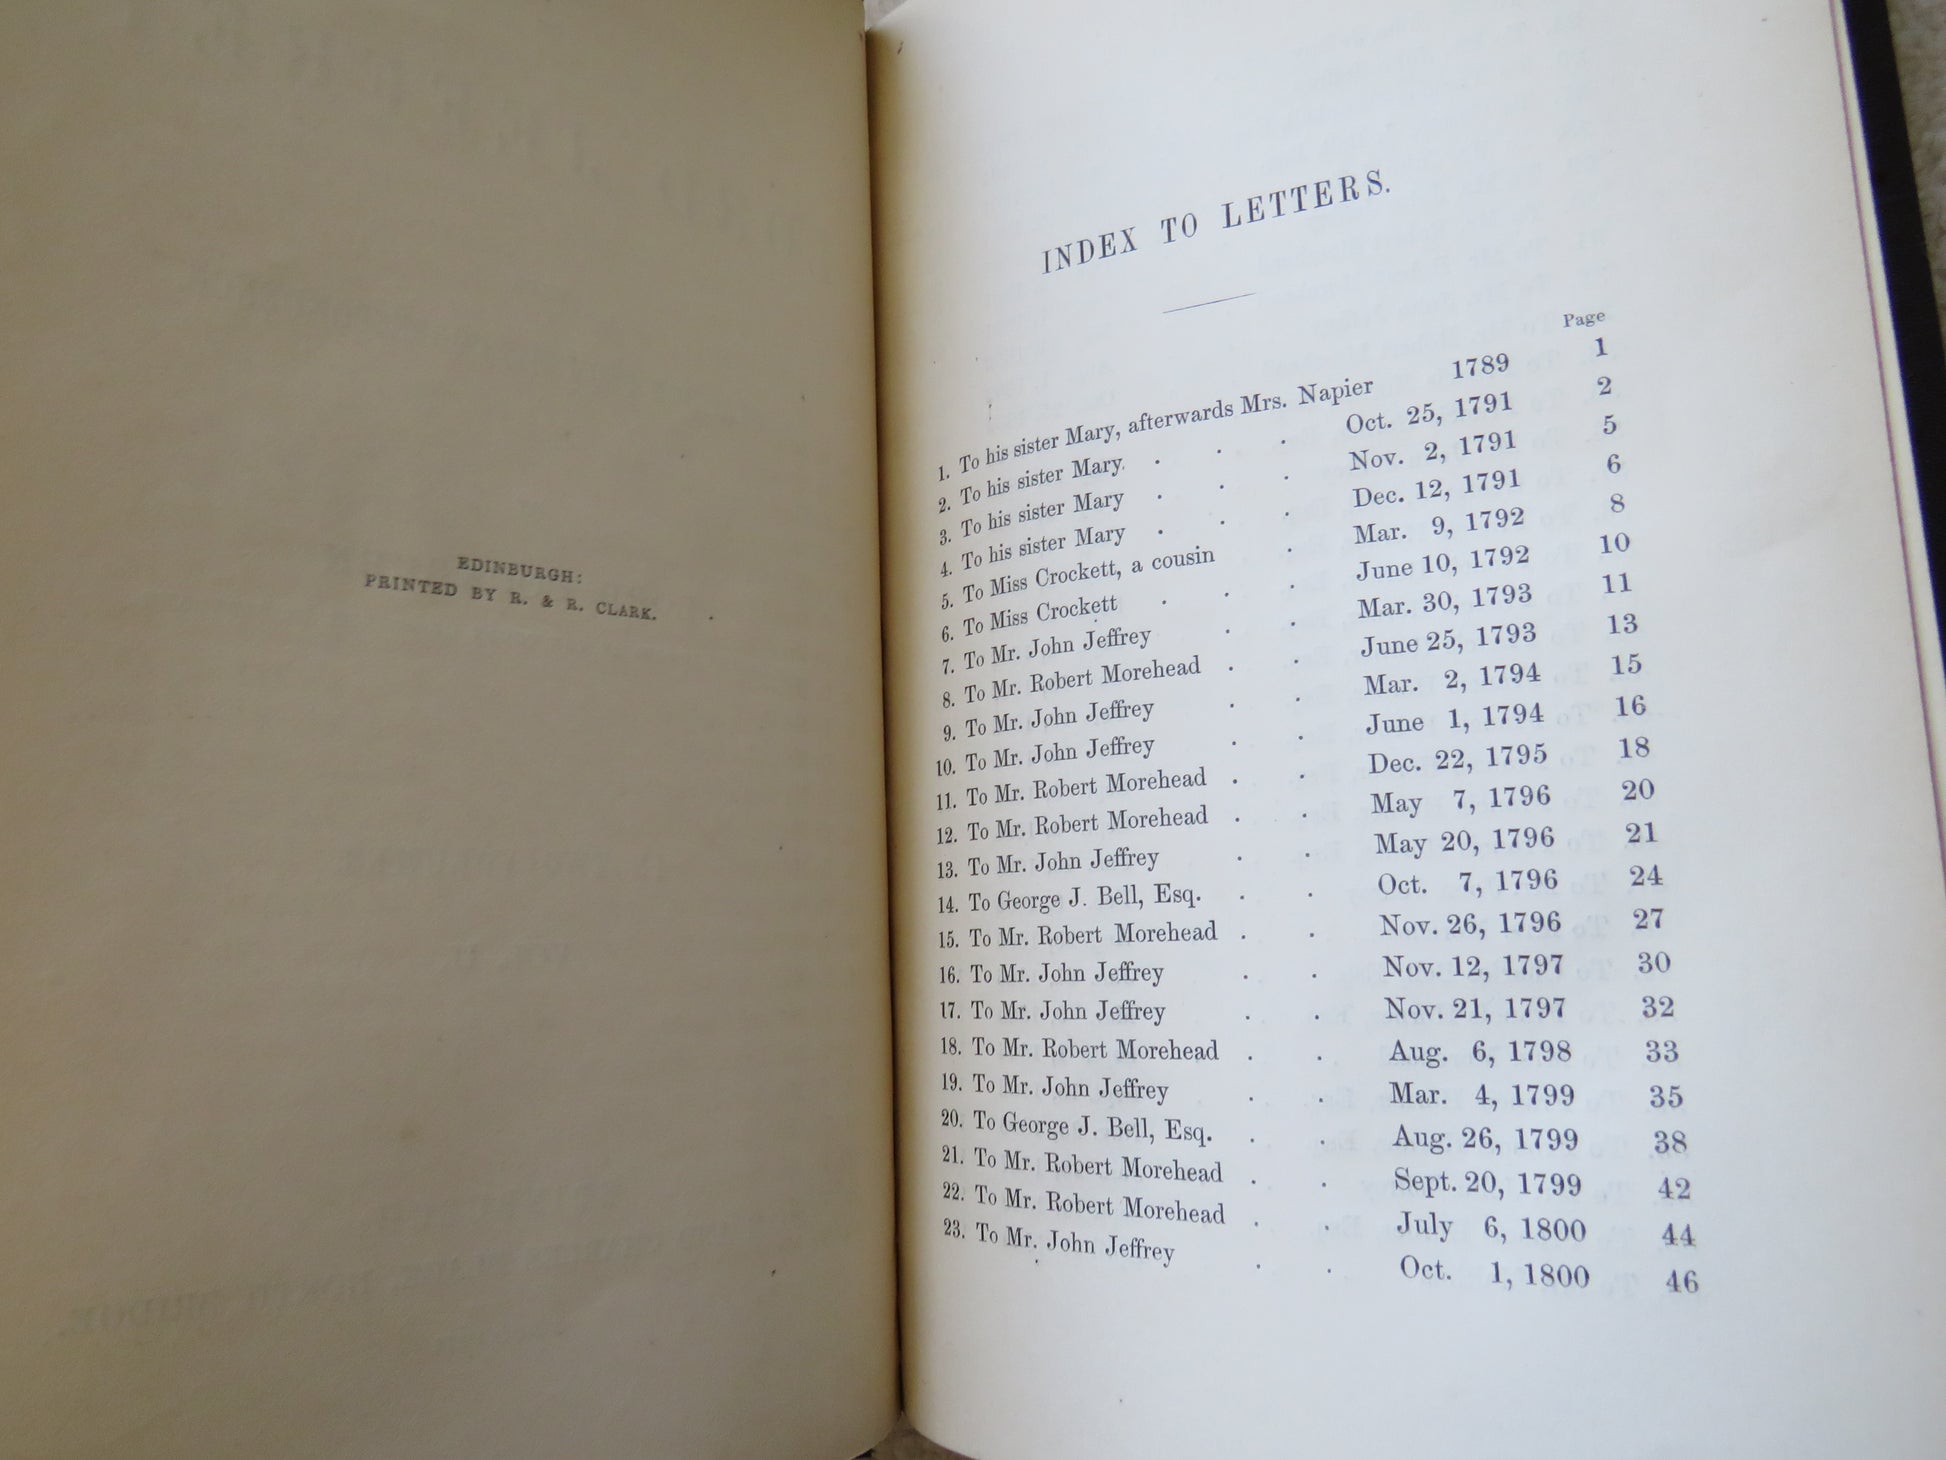 EDINBURGH:
PRINTED BY R. & R. CLARK.
INDEX TO LETTERS.
Page
1. To his sister Mary, afterwards Mrs. Napier 1789 1
2. To his sister Mary . . . Oct. 25, 1791 2
3. To his sister Mary . . . Nov. 2, 1791 5
4. To his sister Mary . . . Dec. 12, 1791 6
5. To Miss Crockett, a cousin . Mar. 9, 1792 8
6. To Miss Crockett . . . June 10, 1792 10
7. To Mr. John Jeffrey . . Mar. 30, 1793 11
8. To Mr. Robert Morehead . . June 25, 1793 13
9. To Mr. John Jeffrey . . Mar. 2, 1794 15
10. To Mr. John Jeffrey . . June 1, 1794 16
11. To Mr. Robert Morehead . . Dec. 22, 1795 18
12. To Mr. Robert Morehead . . May 7, 1796 20
13. To Mr. John Jeffrey . . May 20, 1796 21
14. To George J. Bell, Esq. . . Oct. 7, 1796 24
15. To Mr. Robert Morehead . . Nov. 26, 1796 27
16. To Mr. John Jeffrey . . Nov. 12, 1797 30
17. To Mr. John Jeffrey . . Nov. 21, 1797 32
18. To Mr. Robert Morehead . . Aug. 6, 1798 33
19. To Mr. John Jeffrey . . Mar. 4, 1799 35
20. To George J. Bell, Esq. . . Aug. 26, 1799 38
21. To Mr. Robert Morehead . . Sept. 20, 1799 42
22. To Mr. Robert Morehead . . July 6, 1800 44
23. To Mr. John Jeffrey . . Oct. 1, 1800 46